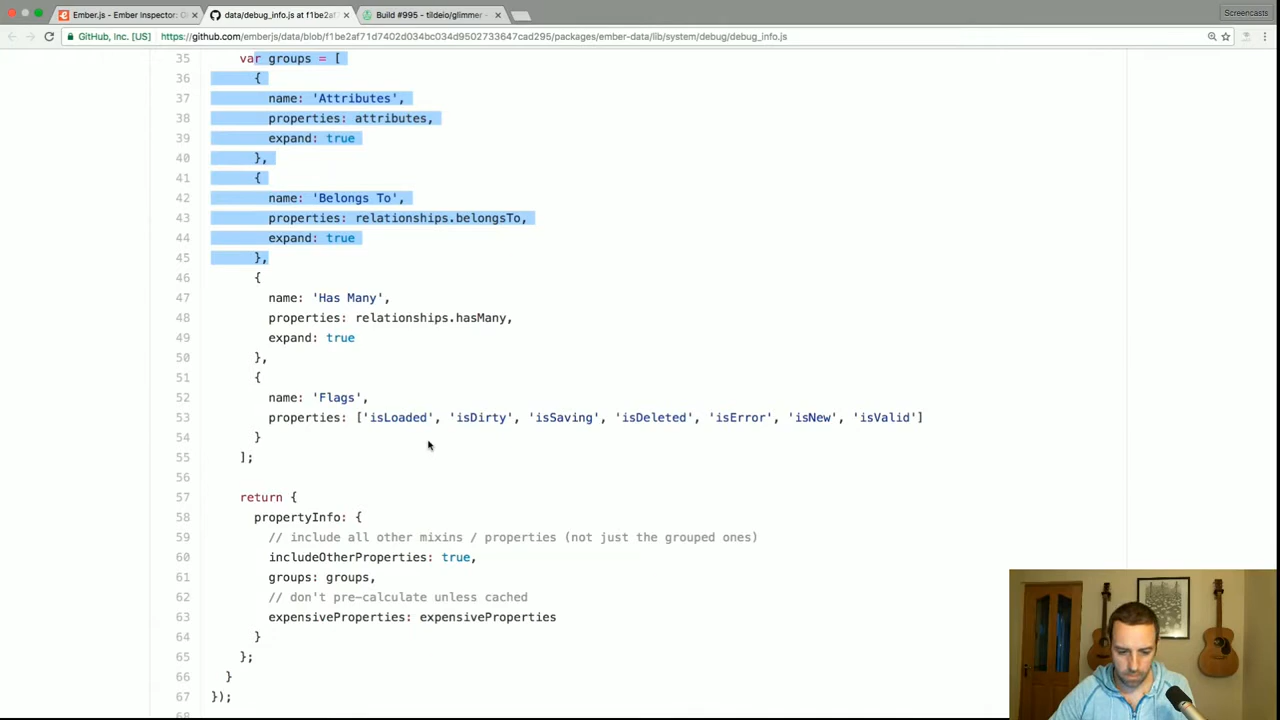 Ember.js - Ember Inspector: O
data/debug_info.js at f1be2af
Build #995 - tildeio/glimmer -
Screencasts
GitHub, Inc. [US]
https://github.com/emberjs/data/blob/f1be2af71d7402d034bc034d9502733647cad295/packages/ember-data/lib/system/debug/debug_info.js
35 var groups = [
36 {
37 name: 'Attributes',
38 properties: attributes,
39 expand: true
40 },
41 {
42 name: 'Belongs To',
43 properties: relationships.belongsTo,
44 expand: true
45 },
46 {
47 name: 'Has Many',
48 properties: relationships.hasMany,
49 expand: true
50 },
51 {
52 name: 'Flags',
53 properties: ['isLoaded', 'isDirty', 'isSaving', 'isDeleted', 'isError', 'isNew', 'isValid']
54 }
55 ];
56
57 return {
58 propertyInfo: {
59 // include all other mixins / properties (not just the grouped ones)
60 includeOtherProperties: true,
61 groups: groups,
62 // don't pre-calculate unless cached
63 expensiveProperties: expensiveProperties
64 }
65 };
66 }
67 });
68